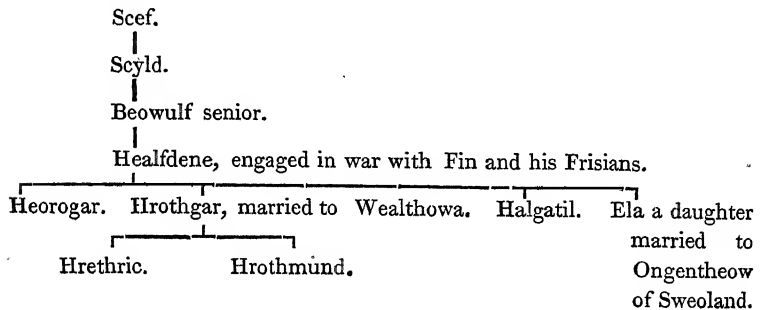 Scef.
Scyld.
Beowulf senior.
Healfdene, engaged in war with Fin and his Frisians.
Heorogar. Hrothgar, married to Wealthowa. Halgatil. Ela a daughter
married to
Ongentheow
of Sweoland.
Hrethric. Hrothmund.